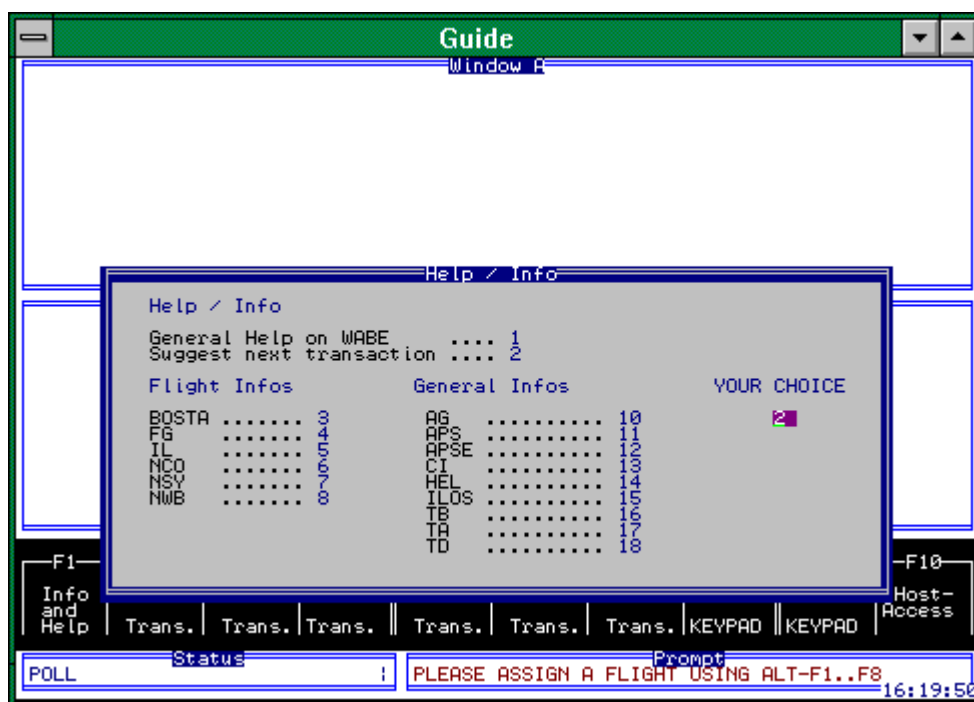 Guide
Window A
Help / Info
Help / Info
General Help on WABE .... 1
Suggest next transaction .... 2
Flight Infos General Infos YOUR CHOICE
BOSTA ....... 3 AG .......... 10 2
FG ....... 4 APS .......... 11
IL ....... 5 APSE .......... 12
NCO ....... 6 CI .......... 13
NSY ....... 7 HEL .......... 14
NWB ....... 8 ILOS .......... 15
TB .......... 16
TA .......... 17
TD .......... 18
F1 F10
Info Host-
and Access
Help Trans. Trans. Trans. Trans. Trans. Trans. KEYPAD KEYPAD
Status Prompt
POLL PLEASE ASSIGN A FLIGHT USING ALT-F1..F8
16:19:50